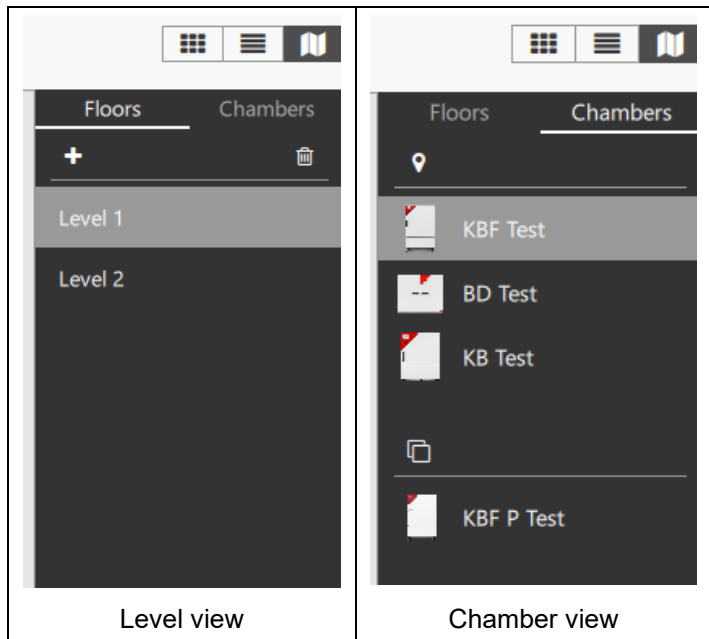 Floors Chambers
Level 1
Level 2
Level view
Floors Chambers
KBF Test
BD Test
KB Test
KBF P Test
Chamber view